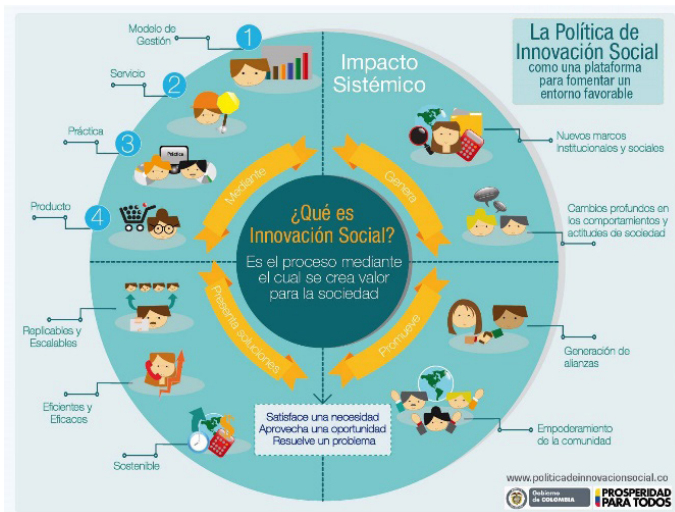 La Política de
Innovación Social
como una plataforma
para fomentar un
entorno favorable
Impacto
Sistémico
Modelo de
Gestión
1
Servicio
2
Práctica
3
Práctica
Producto
4
Mediante
Genera
Nuevos marcos
institucionales y sociales
Cambios profundos en
los comportamientos y
actitudes de sociedad
¿Qué es
Innovación Social?
Es el proceso mediante
el cual se crea valor
para la sociedad
Presenta soluciones
Promueve
Replicables y
Escalables
Eficientes y
Eficaces
Sostenible
Generación de
alianzas
Empoderamiento
de la comunidad
Satisface una necesidad
Aprovecha una oportunidad
Resuelve un problema
www.politicadeinnovacionsocial.co
Gobierno
de COLOMBIA
PROSPERIDAD
PARA TODOS